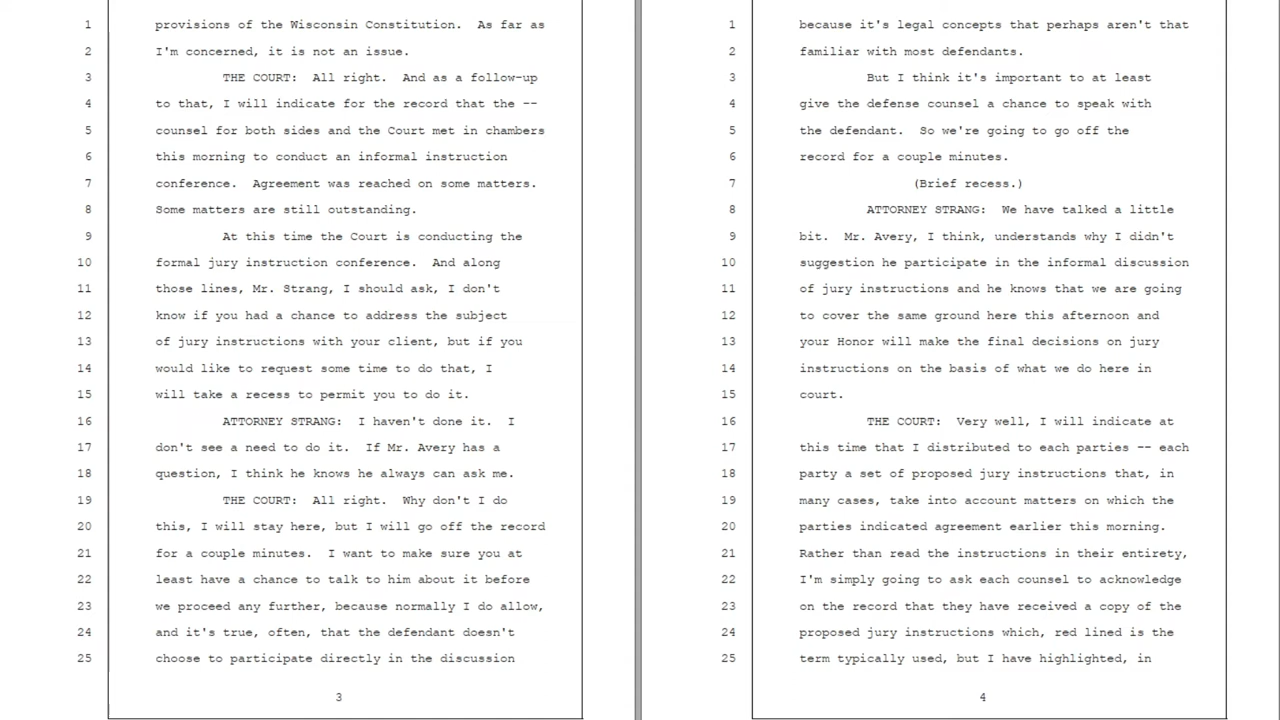 1 provisions of the Wisconsin Constitution. As far as
2 I'm concerned, it is not an issue.
3 THE COURT: All right. And as a follow-up
4 to that, I will indicate for the record that the --
5 counsel for both sides and the Court met in chambers
6 this morning to conduct an informal instruction
7 conference. Agreement was reached on some matters.
8 Some matters are still outstanding.
9 At this time the Court is conducting the
10 formal jury instruction conference. And along
11 those lines, Mr. Strang, I should ask, I don't
12 know if you had a chance to address the subject
13 of jury instructions with your client, but if you
14 would like to request some time to do that, I
15 will take a recess to permit you to do it.
16 ATTORNEY STRANG: I haven't done it. I
17 don't see a need to do it. If Mr. Avery has a
18 question, I think he knows he always can ask me.
19 THE COURT: All right. Why don't I do
20 this, I will stay here, but I will go off the record
21 for a couple minutes. I want to make sure you at
22 least have a chance to talk to him about it before
23 we proceed any further, because normally I do allow,
24 and it's true, often, that the defendant doesn't
25 choose to participate directly in the discussion
3
1 because it's legal concepts that perhaps aren't that
2 familiar with most defendants.
3 But I think it's important to at least
4 give the defense counsel a chance to speak with
5 the defendant. So we're going to go off the
6 record for a couple minutes.
7 (Brief recess.)
8 ATTORNEY STRANG: We have talked a little
9 bit. Mr. Avery, I think, understands why I didn't
10 suggestion he participate in the informal discussion
11 of jury instructions and he knows that we are going
12 to cover the same ground here this afternoon and
13 your Honor will make the final decisions on jury
14 instructions on the basis of what we do here in
15 court.
16 THE COURT: Very well, I will indicate at
17 this time that I distributed to each parties -- each
18 party a set of proposed jury instructions that, in
19 many cases, take into account matters on which the
20 parties indicated agreement earlier this morning.
21 Rather than read the instructions in their entirety,
22 I'm simply going to ask each counsel to acknowledge
23 on the record that they have received a copy of the
24 proposed jury instructions which, red lined is the
25 term typically used, but I have highlighted, in
4